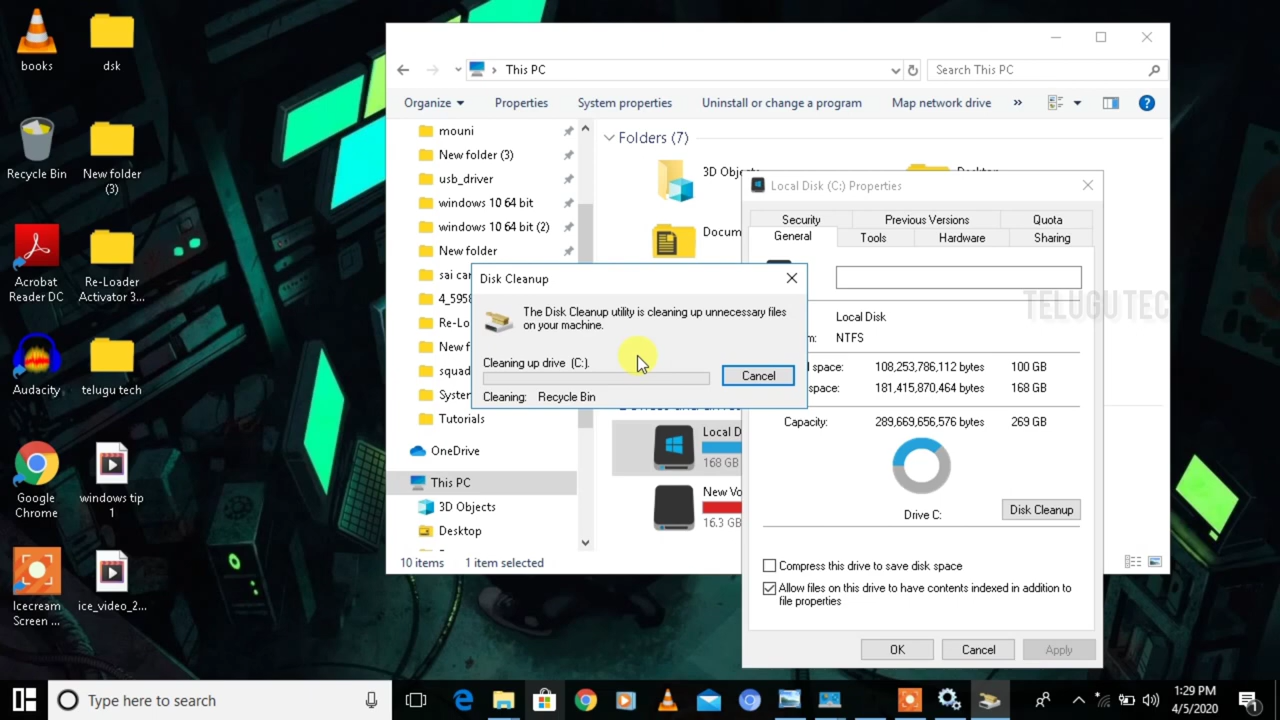 books
dsk
Recycle Bin
New folder
(3)
Acrobat
Reader DC
Re-Loader
Activator 3...
Audacity
telugu tech
Google
Chrome
windows tip
1
Icecream
Screen ...
ice_video_2...
This PC
Search This PC
Organize
Properties
System properties
Uninstall or change a program
Map network drive
»
mouni
New folder (3)
usb_driver
windows 10 64 bit
windows 10 64 bit (2)
New folder
sai ca
4_5958
Re-Lo
New f
squad
System
Tutorials
OneDrive
This PC
3D Objects
Desktop
Folders (7)
3D Obje
Desktop
Docum
Local D
168 GB
New Vo
16.3 GB
10 items
1 item selected
Local Disk (C:) Properties
Security
Previous Versions
Quota
General
Tools
Hardware
Sharing
TELUGUTEC
Local Disk
m:
NTFS
space:
108,253,786,112 bytes
100 GB
space:
181,415,870,464 bytes
168 GB
Capacity:
289,669,656,576 bytes
269 GB
Drive C:
Disk Cleanup
Compress this drive to save disk space
Allow files on this drive to have contents indexed in addition to
file properties
OK
Cancel
Apply
Disk Cleanup
The Disk Cleanup utility is cleaning up unnecessary files
on your machine.
Cleaning up drive (C:).
Cancel
Cleaning: Recycle Bin
Type here to search
1:29 PM
4/5/2020
1